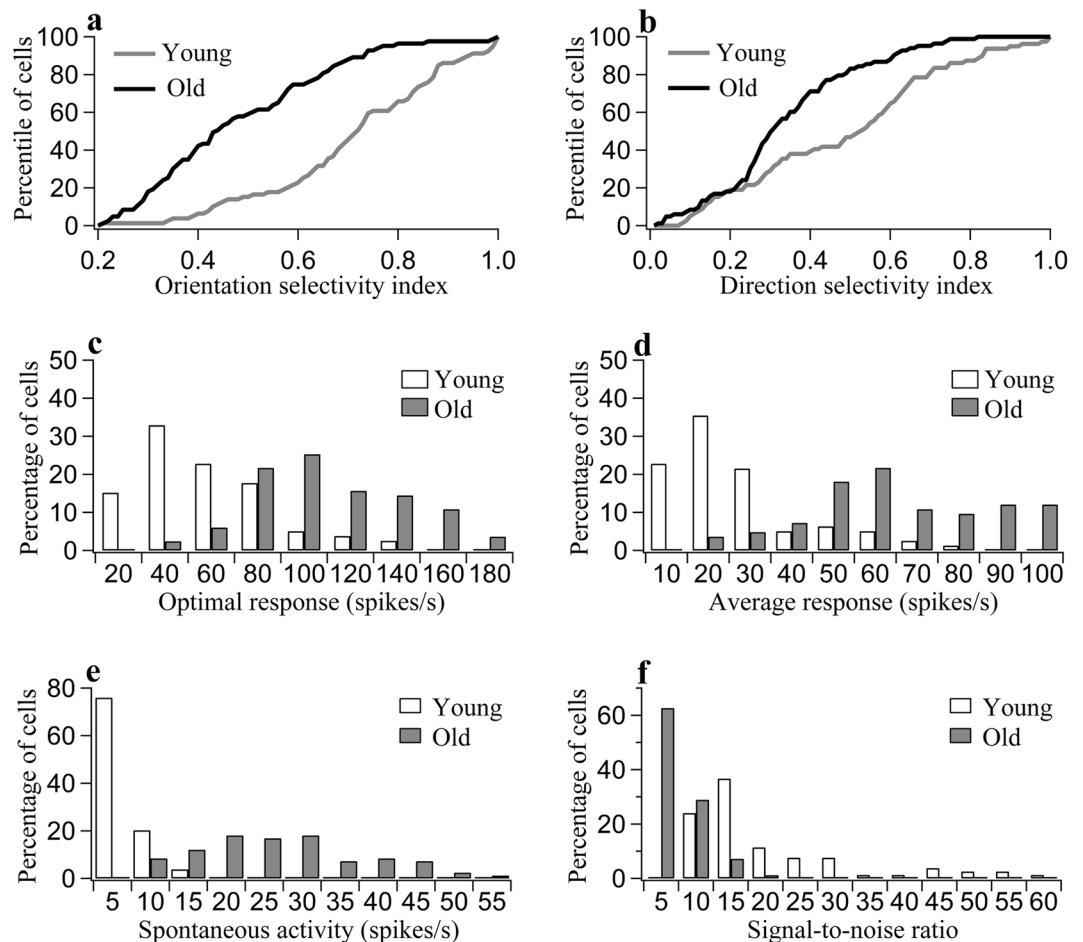 a
Percentile of cells
100
80
60
40
20
0
Young
Old
0.2 0.4 0.6 0.8 1.0
Orientation selectivity index
b
Percentile of cells
100
80
60
40
20
0
Young
Old
0.0 0.2 0.4 0.6 0.8 1.0
Direction selectivity index
c
Percentage of cells
50
40
30
20
10
0
Young
Old
20 40 60 80 100 120 140 160 180
Optimal response (spikes/s)
d
Percentage of cells
50
40
30
20
10
0
Young
Old
10 20 30 40 50 60 70 80 90 100
Average response (spikes/s)
e
Percentage of cells
80
60
40
20
0
Young
Old
5 10 15 20 25 30 35 40 45 50 55
Spontaneous activity (spikes/s)
f
Percentage of cells
60
40
20
0
Young
Old
5 10 15 20 25 30 35 40 45 50 55 60
Signal-to-noise ratio